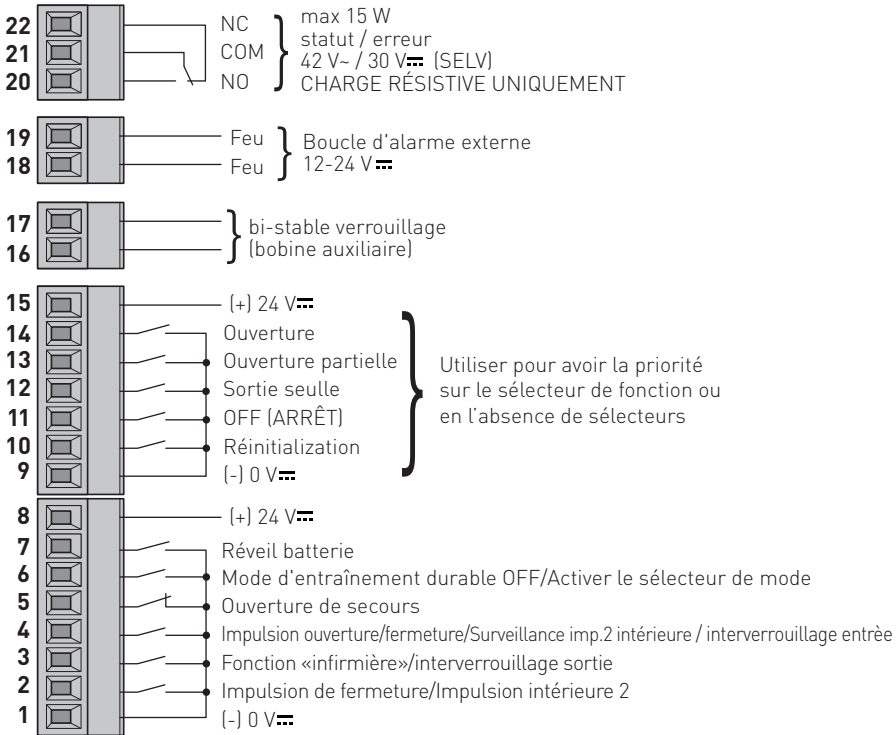 22 NC max 15 W
21 COM statut / erreur
42 V~ / 30 V⎓ (SELV)
20 NO CHARGE RÉSISTIVE UNIQUEMENT
19 Feu Boucle d'alarme externe
18 Feu 12-24 V⎓
17 bi-stable verrouillage
16 (bobine auxiliaire)
15 (+) 24 V⎓
14 Ouverture
13 Ouverture partielle
12 Sortie seulle
11 OFF (ARRÊT)
10 Réinitialization
9 (-) 0 V⎓
Utiliser pour avoir la priorité
sur le sélecteur de fonction ou
en l'absence de sélecteurs
8 (+) 24 V⎓
7 Réveil batterie
6 Mode d'entraînement durable OFF/Activer le sélecteur de mode
5 Ouverture de secours
4 Impulsion ouverture/fermeture/Surveillance imp.2 intérieure / interverrouillage entrèe
3 Fonction «infirmière»/interverrouillage sortie
2 Impulsion de fermeture/Impulsion intérieure 2
1 (-) 0 V⎓